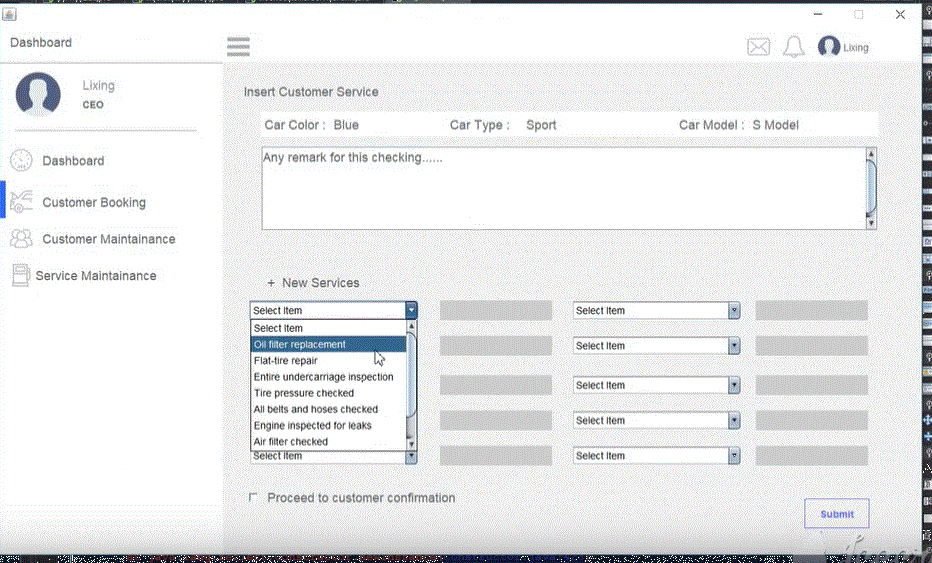 Dashboard
Lixing
Lixing
CEO
Dashboard
Customer Booking
Customer Maintainance
Service Maintainance
Insert Customer Service
Car Color : Blue Car Type : Sport Car Model : S Model
Any remark for this checking......
+ New Services
Select Item Select Item
Select Item
Oil filter replacement Select Item
Flat-tire repair
Entire undercarriage inspection Select Item
Tire pressure checked
All belts and hoses checked
Engine inspected for leaks Select Item
Air filter checked
Select Item Select Item
Proceed to customer confirmation
Submit